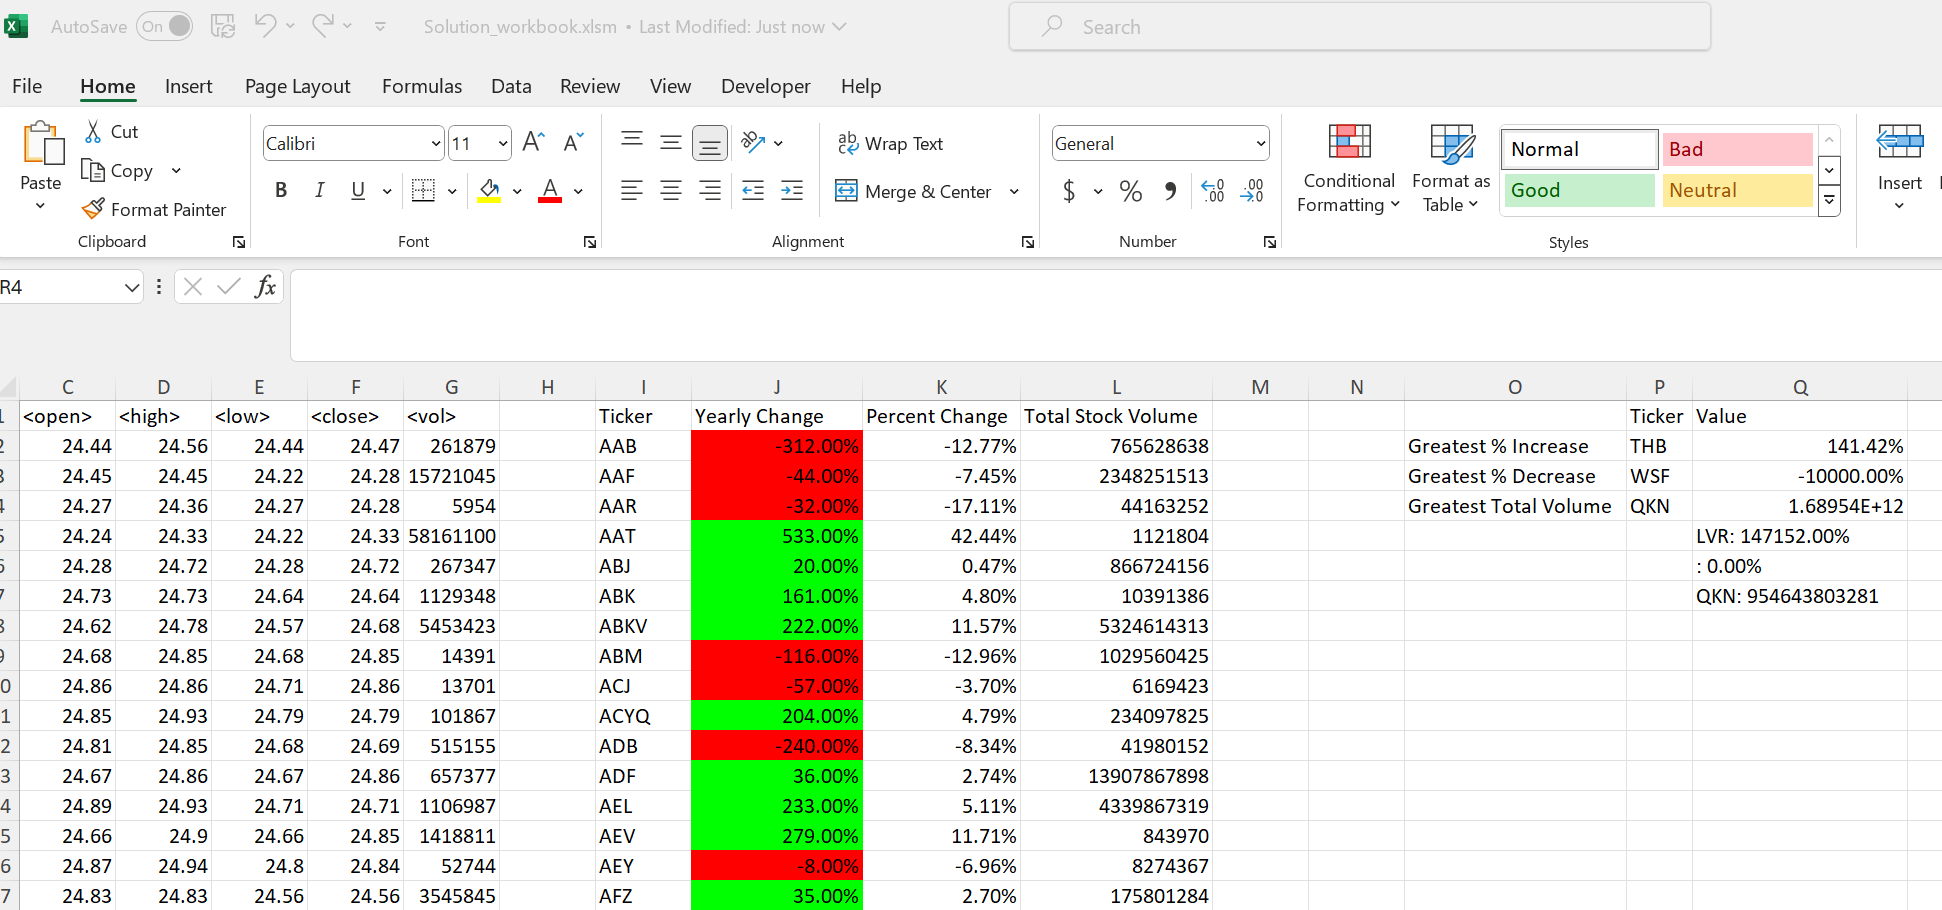 AutoSave On Solution_workbook.xlsm • Last Modified: Just now Search
File Home Insert Page Layout Formulas Data Review View Developer Help
Paste
Cut
Copy
Format Painter
Clipboard
Calibri 11
B I U A
Font
ab Wrap Text
Merge & Center
Alignment
General
$ % 9 .00 .00
Number
Conditional Formatting
Format as Table
Normal Bad
Good Neutral
Styles
Insert
R4 fx
C D E F G H I J K L M N O P Q
1 <open> <high> <low> <close> <vol> Ticker Yearly Change Percent Change Total Stock Volume Ticker Value
2 24.44 24.56 24.44 24.47 261879 AAB -312.00% -12.77% 765628638 Greatest % Increase THB 141.42%
3 24.45 24.45 24.22 24.28 15721045 AAF -44.00% -7.45% 2348251513 Greatest % Decrease WSF -10000.00%
4 24.27 24.36 24.27 24.28 5954 AAR -32.00% -17.11% 44163252 Greatest Total Volume QKN 1.68954E+12
5 24.24 24.33 24.22 24.33 58161100 AAT 533.00% 42.44% 1121804 LVR: 147152.00%
6 24.28 24.72 24.28 24.72 267347 ABJ 20.00% 0.47% 866724156 : 0.00%
7 24.73 24.73 24.64 24.64 1129348 ABK 161.00% 4.80% 10391386 QKN: 954643803281
8 24.62 24.78 24.57 24.68 5453423 ABKV 222.00% 11.57% 5324614313
9 24.68 24.85 24.68 24.85 14391 ABM -116.00% -12.96% 1029560425
0 24.86 24.86 24.71 24.86 13701 ACJ -57.00% -3.70% 6169423
1 24.85 24.93 24.79 24.79 101867 ACYQ 204.00% 4.79% 234097825
2 24.81 24.85 24.68 24.69 515155 ADB -240.00% -8.34% 41980152
3 24.67 24.86 24.67 24.86 657377 ADF 36.00% 2.74% 13907867898
4 24.89 24.93 24.71 24.71 1106987 AEL 233.00% 5.11% 4339867319
5 24.66 24.9 24.66 24.85 1418811 AEV 279.00% 11.71% 843970
6 24.87 24.94 24.8 24.84 52744 AEY -8.00% -6.96% 8274367
7 24.83 24.83 24.56 24.56 3545845 AFZ 35.00% 2.70% 175801284